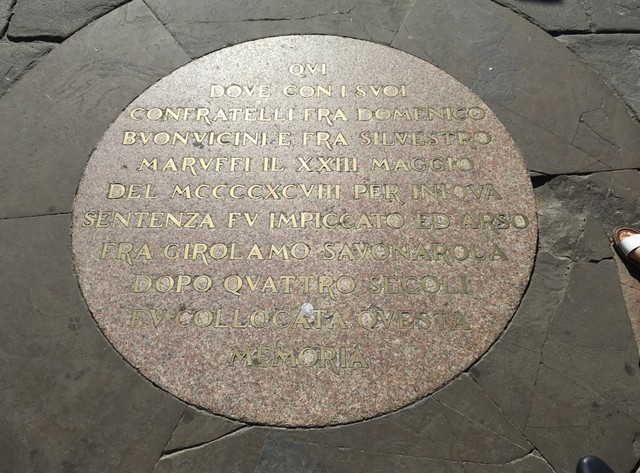 QVI
DOVE CON I SVOI
CONFRATELLI FRA DOMENICO
BVONVICINI E FRA SILVESTRO
MARVFFI IL XXIII MAGGIO
DEL MCCCCXCVIII PER INIQVA
SENTENZA FV IMPICCATO ED ARSO
FRA GIROLAMO SAVONAROLA
DOPO QVATTRO SECOLI
FV COLLOCATA QVESTA
MEMORIA